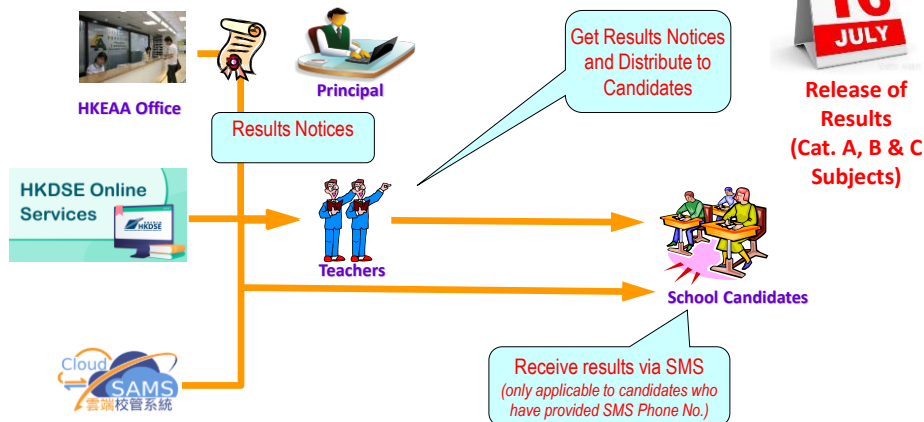 16
JULY
Release of
Results
(Cat. A, B & C
Subjects)
HKEAA Office
Principal
Get Results Notices
and Distribute to
Candidates
Results Notices
HKDSE Online
Services
HKDSE
Teachers
School Candidates
Cloud
SAMS
雲端校管系統
Receive results via SMS
(only applicable to candidates who
have provided SMS Phone No.)